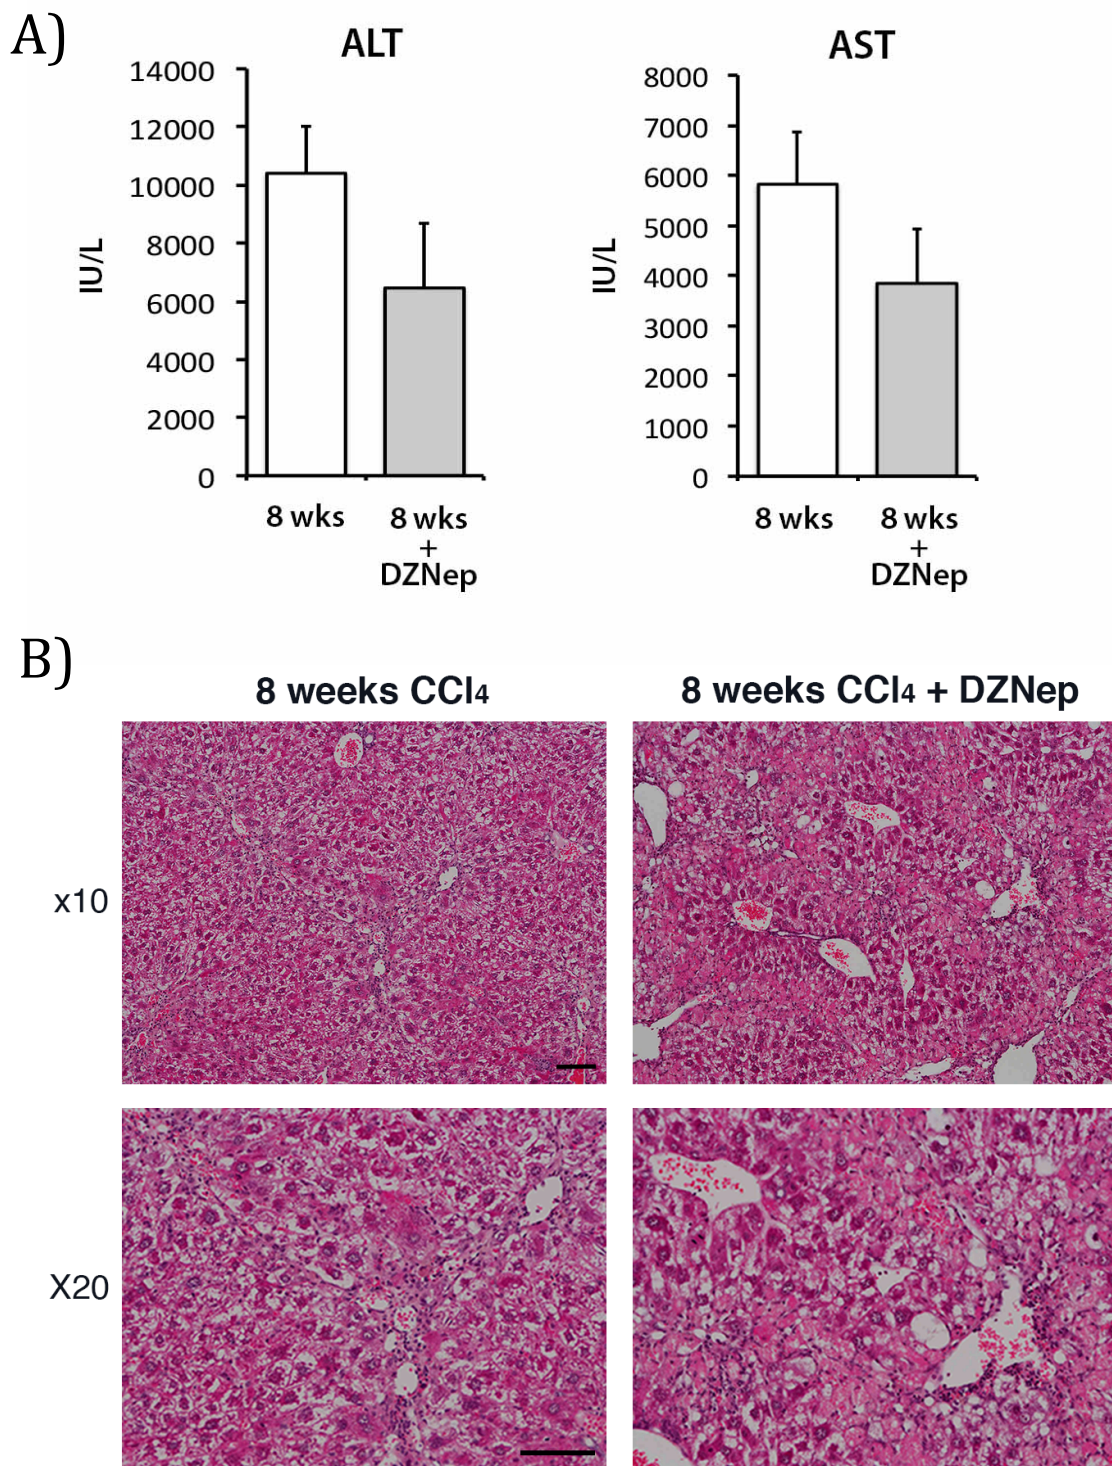 A)
ALT
14000
12000
10000
8000
6000
4000
2000
0
IU/L
8 wks
8 wks
+
DZNep
AST
8000
7000
6000
5000
4000
3000
2000
1000
0
IU/L
8 wks
8 wks
+
DZNep
B)
8 weeks CCl4
8 weeks CCl4 + DZNep
x10
X20